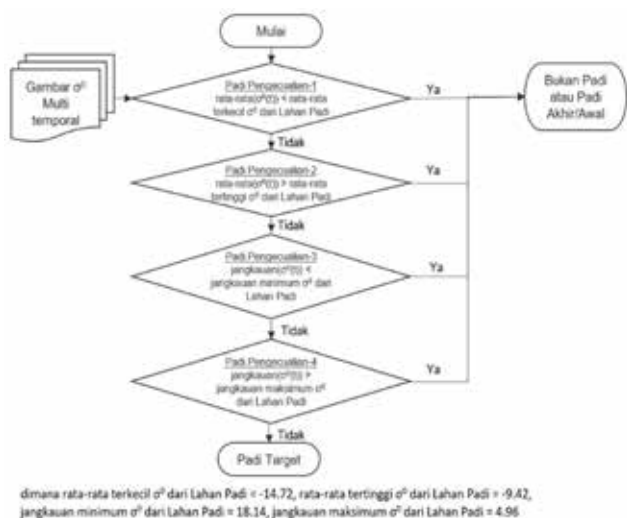 Mulai
Gambar σ⁰
Multi
temporal
Padi Pengecualian-1
rata-rata(σ⁰(t)) < rata-rata
terkecil σ⁰ dari Lahan Padi
Ya
Bukan Padi
atau Padi
Akhir/Awal
Tidak
Padi Pengecualian-2
rata-rata(σ⁰(t)) > rata-rata
tertinggi σ⁰ dari Lahan Padi
Ya
Tidak
Padi Pengecualian-3
jangkauan(σ⁰(t)) <
jangkauan minimum σ⁰ dari
Lahan Padi
Ya
Tidak
Padi Pengecualian-4
jangkauan(σ⁰(t)) >
jangkauan maksimum σ⁰
dari Lahan Padi
Ya
Tidak
Padi Target
dimana rata-rata terkecil σ⁰ dari Lahan Padi = -14.72, rata-rata tertinggi σ⁰ dari Lahan Padi = -9.42,
jangkauan minimum σ⁰ dari Lahan Padi = 18.14, jangkauan maksimum σ⁰ dari Lahan Padi = 4.96